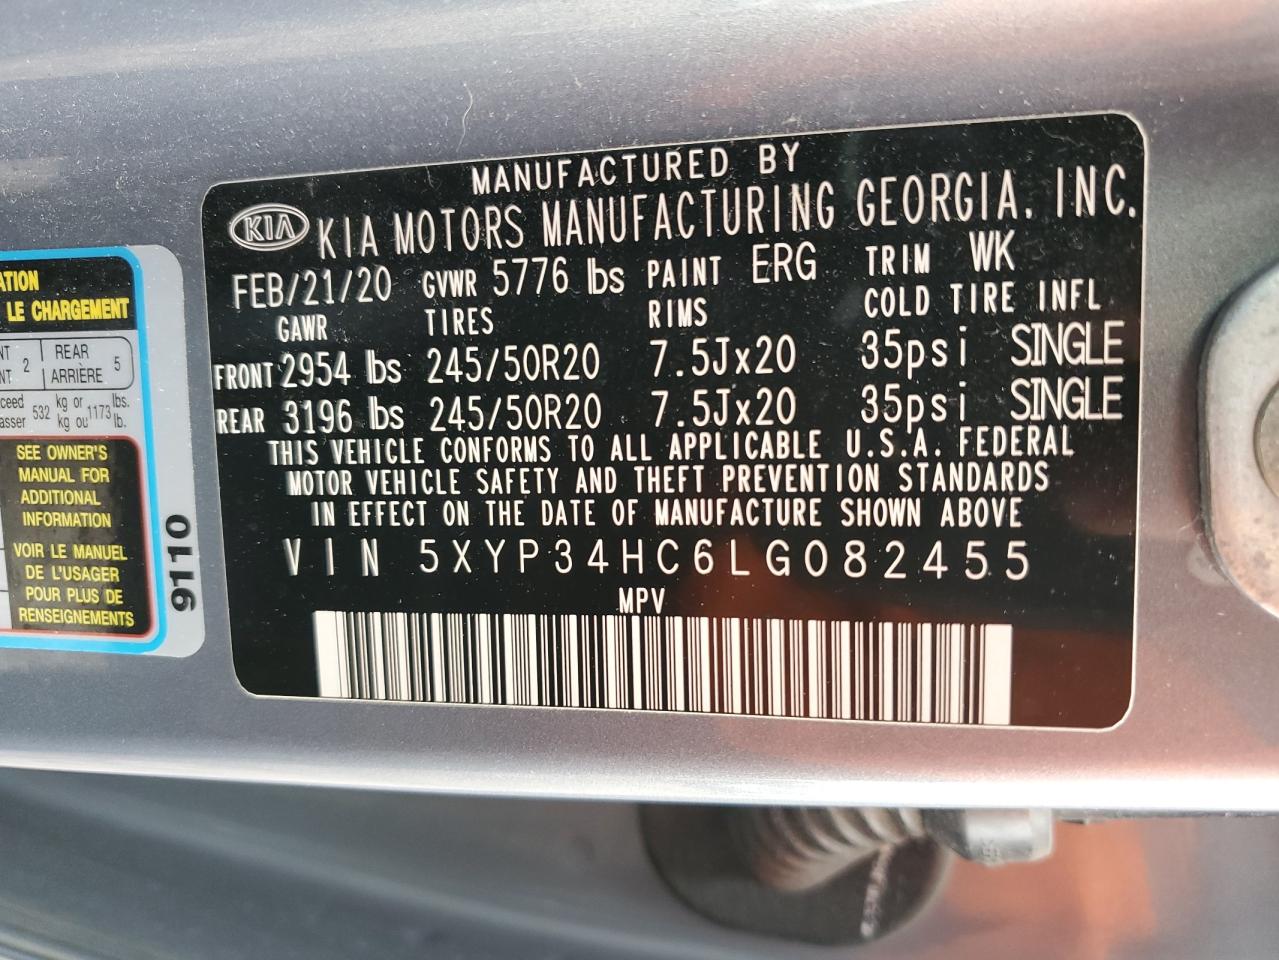 MANUFACTURED BY
KIA KIA MOTORS MANUFACTURING GEORGIA, INC.
FEB/21/20 GVWR 5776 lbs PAINT ERG TRIM WK
GAWR TIRES RIMS COLD TIRE INFL
FRONT 2954 lbs 245/50R20 7.5Jx20 35psi SINGLE
REAR 3196 lbs 245/50R20 7.5Jx20 35psi SINGLE
THIS VEHICLE CONFORMS TO ALL APPLICABLE U.S.A. FEDERAL
MOTOR VEHICLE SAFETY AND THEFT PREVENTION STANDARDS
IN EFFECT ON THE DATE OF MANUFACTURE SHOWN ABOVE
VIN 5XYP34HC6LG082455
MPV
LE CHARGEMENT
2 REAR 5
ARRIÈRE
532 kg or 1173 lbs.
kg ou lb.
SEE OWNER'S
MANUAL FOR
ADDITIONAL
INFORMATION
VOIR LE MANUEL
DE L'USAGER
POUR PLUS DE
RENSEIGNEMENTS
9110